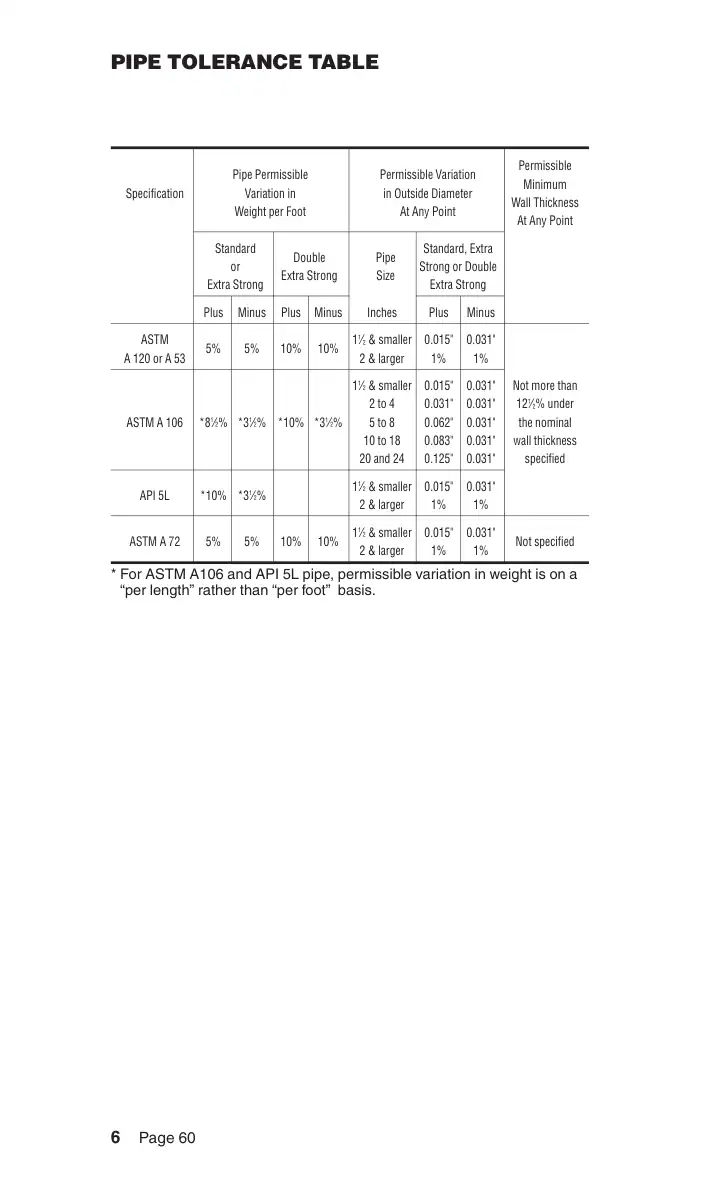 PIPE TOLERANCE TABLE
Specification
Pipe Permissible
Variation in
Weight per Foot
Permissible Variation
in Outside Diameter
At Any Point
Permissible
Minimum
Wall Thickness
At Any Point
Standard
or
Extra Strong
Double
Extra Strong
Pipe
Size
Standard, Extra
Strong or Double
Extra Strong
Plus Minus Plus Minus Inches Plus Minus
ASTM
A 120 or A 53
5% 5% 10% 10%
1½ & smaller 0.015" 0.031"
2 & larger 1% 1%
ASTM A 106 *8½% *3½% *10% *3½%
1½ & smaller 0.015" 0.031"
2 to 4 0.031" 0.031"
5 to 8 0.062" 0.031"
10 to 18 0.083" 0.031"
20 and 24 0.125" 0.031"
Not more than
12½% under
the nominal
wall thickness
specified
API 5L *10% *3½%
1½ & smaller 0.015" 0.031"
2 & larger 1% 1%
ASTM A 72 5% 5% 10% 10%
1½ & smaller 0.015" 0.031"
2 & larger 1% 1%
Not specified
* For ASTM A106 and API 5L pipe, permissible variation in weight is on a
“per length” rather than “per foot” basis.
6 Page 60